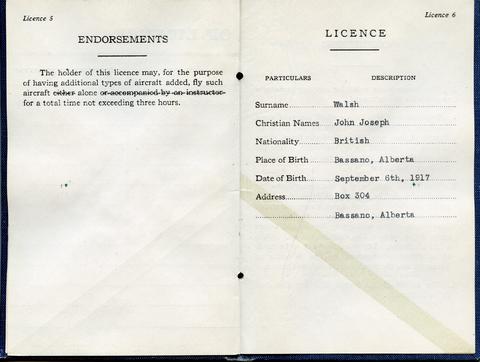 Licence 5
ENDORSEMENTS
The holder of this licence may, for the purpose
of having additional types of aircraft added, fly such
aircraft either alone or accompanied by an instructor
for a total time not exceeding three hours.
Licence 6
LICENCE
PARTICULARS DESCRIPTION
Surname Walsh
Christian Names John Joseph
Nationality British
Place of Birth Bassano, Alberta
Date of Birth September 6th, 1917
Address Box 304
Bassano, Alberta